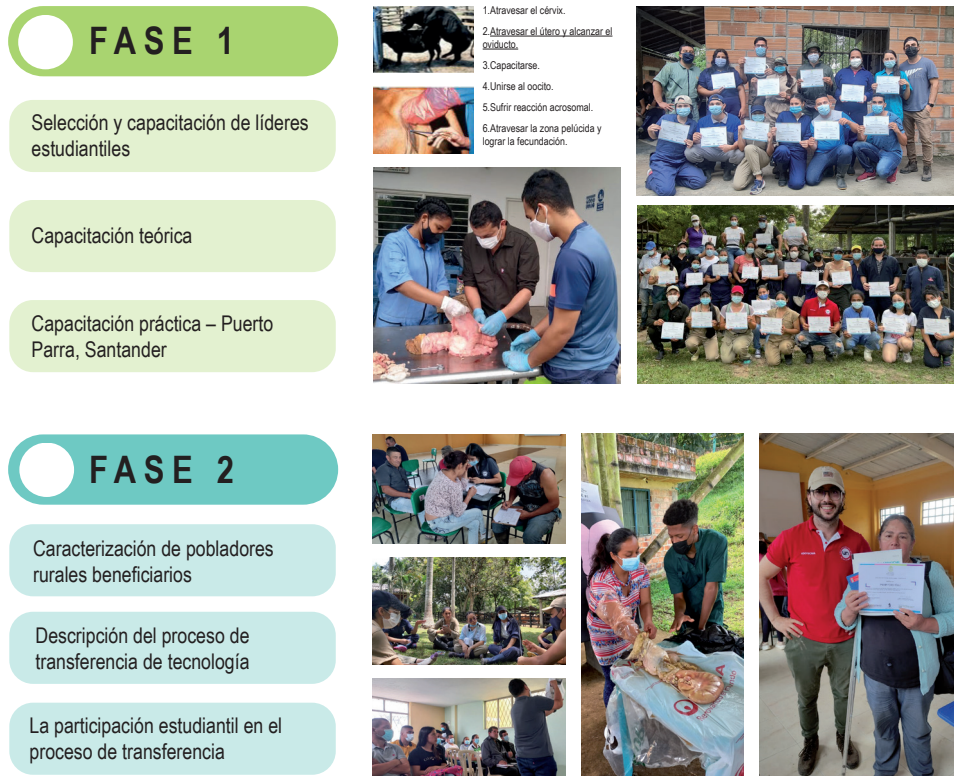 FASE 1
Selección y capacitación de líderes
estudiantiles
Capacitación teórica
Capacitación práctica – Puerto
Parra, Santander
1.Atravesar el cérvix.
2.Atravesar el útero y alcanzar el
oviducto.
3.Capacitarse.
4.Unirse al oocito.
5.Sufrir reacción acrosomal.
6.Atravesar la zona pelúcida y
lograr la fecundación.
FASE 2
Caracterización de pobladores
rurales beneficiarios
Descripción del proceso de
transferencia de tecnología
La participación estudiantil en el
proceso de transferencia